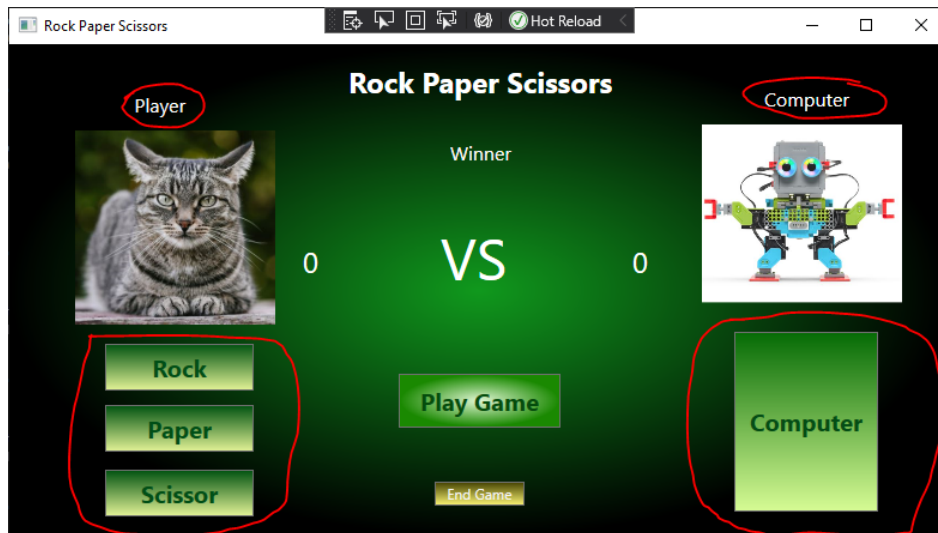 Rock Paper Scissors
Hot Reload
Rock Paper Scissors
Player
Computer
Winner
0
VS
0
Rock
Paper
Scissor
Play Game
Computer
End Game